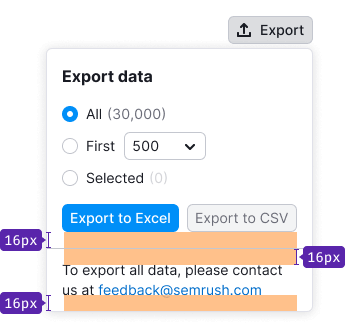 Export
Export data
All (30,000)
First 500
Selected (0)
Export to Excel Export to CSV
16px
16px
To export all data, please contact
us at feedback@semrush.com
16px